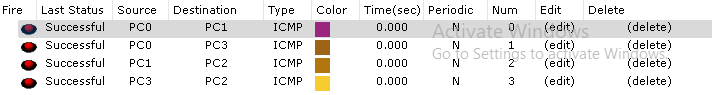 Fire Last Status Source Destination Type Color Time(sec) Periodic Num Edit Delete
Successful PC0 PC1 ICMP 0.000 N 0 (edit) (delete)
Successful PC0 PC3 ICMP 0.000 N 1 (edit) (delete)
Successful PC1 PC2 ICMP 0.000 N 2 (edit) (delete)
Successful PC3 PC2 ICMP 0.000 N 3 (edit) (delete)
Activate Windows
Go to Settings to activate Windows.